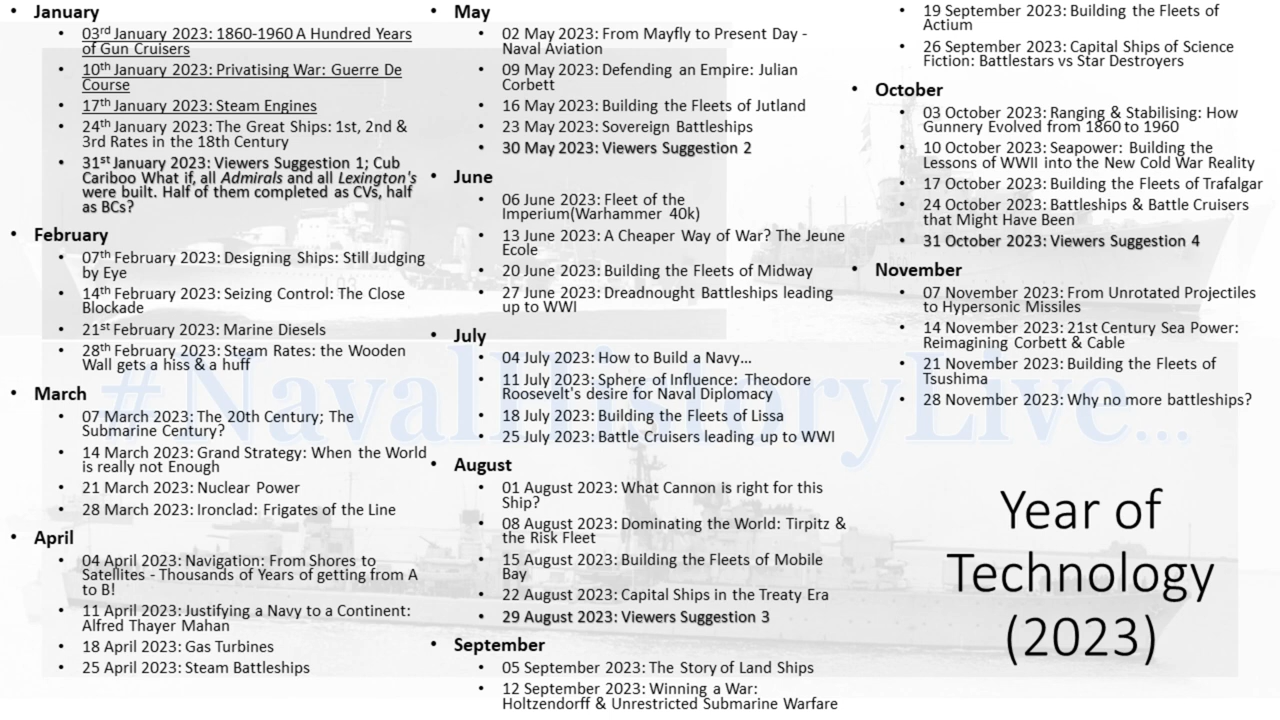 January
03rd January 2023: 1860-1960 A Hundred Years
of Gun Cruisers
10th January 2023: Privatising War: Guerre De
Course
17th January 2023: Steam Engines
24th January 2023: The Great Ships: 1st, 2nd &
3rd Rates in the 18th Century
31st January 2023: Viewers Suggestion 1; Cub
Cariboo What if, all Admirals and all Lexington's
were built. Half of them completed as CVs, half
as BCs?
February
07th February 2023: Designing Ships: Still Judging
by Eye
14th February 2023: Seizing Control: The Close
Blockade
21st February 2023: Marine Diesels
28th February 2023: Steam Rates: the Wooden
Wall gets a hiss & a huff
March
07 March 2023: The 20th Century; The
Submarine Century?
14 March 2023: Grand Strategy: When the World
is really not Enough
21 March 2023: Nuclear Power
28 March 2023: Ironclad: Frigates of the Line
April
04 April 2023: Navigation: From Shores to
Satellites - Thousands of Years of getting from A
to B!
11 April 2023: Justifying a Navy to a Continent:
Alfred Thayer Mahan
18 April 2023: Gas Turbines
25 April 2023: Steam Battleships
May
02 May 2023: From Mayfly to Present Day -
Naval Aviation
09 May 2023: Defending an Empire: Julian
Corbett
16 May 2023: Building the Fleets of Jutland
23 May 2023: Sovereign Battleships
30 May 2023: Viewers Suggestion 2
June
06 June 2023: Fleet of the
Imperium(Warhammer 40k)
13 June 2023: A Cheaper Way of War? The Jeune
Ecole
20 June 2023: Building the Fleets of Midway
27 June 2023: Dreadnought Battleships leading
up to WWI
July
04 July 2023: How to Build a Navy...
11 July 2023: Sphere of Influence: Theodore
Roosevelt's desire for Naval Diplomacy
18 July 2023: Building the Fleets of Lissa
25 July 2023: Battle Cruisers leading up to WWI
August
01 August 2023: What Cannon is right for this
Ship?
08 August 2023: Dominating the World: Tirpitz &
the Risk Fleet
15 August 2023: Building the Fleets of Mobile
Bay
22 August 2023: Capital Ships in the Treaty Era
29 August 2023: Viewers Suggestion 3
September
05 September 2023: The Story of Land Ships
12 September 2023: Winning a War:
Holtzendorff & Unrestricted Submarine Warfare
19 September 2023: Building the Fleets of
Actium
26 September 2023: Capital Ships of Science
Fiction: Battlestars vs Star Destroyers
October
03 October 2023: Ranging & Stabilising: How
Gunnery Evolved from 1860 to 1960
10 October 2023: Seapower: Building the
Lessons of WWII into the New Cold War Reality
17 October 2023: Building the Fleets of Trafalgar
24 October 2023: Battleships & Battle Cruisers
that Might Have Been
31 October 2023: Viewers Suggestion 4
November
07 November 2023: From Unrotated Projectiles
to Hypersonic Missiles
14 November 2023: 21st Century Sea Power:
Reimagining Corbett & Cable
21 November 2023: Building the Fleets of
Tsushima
28 November 2023: Why no more battleships?
#NavalHistoryLive...
Year of
Technology
(2023)
L03